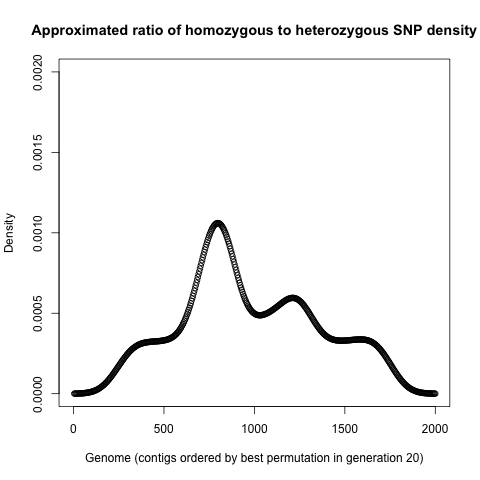 Approximated ratio of homozygous to heterozygous SNP density
0.0020
0.0015
0.0010
0.0005
0.0000
Density
0 500 1000 1500 2000
Genome (contigs ordered by best permutation in generation 20)